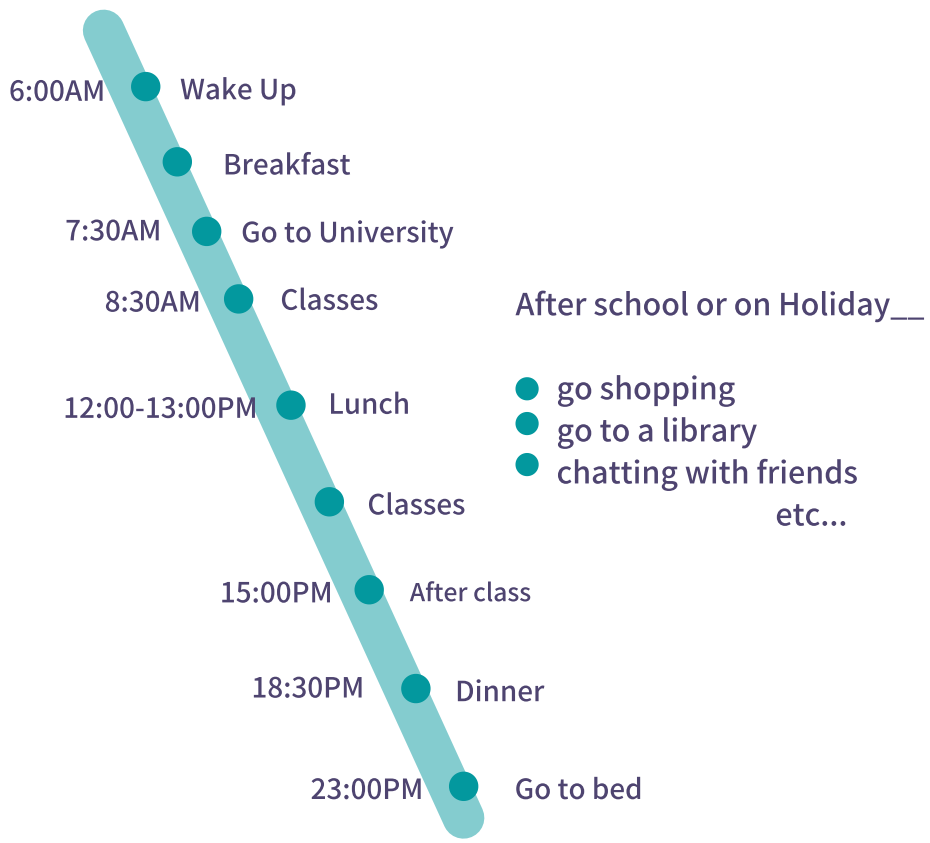 6:00AM Wake Up
Breakfast
7:30AM Go to University
8:30AM Classes
12:00-13:00PM Lunch
Classes
15:00PM After class
18:30PM Dinner
23:00PM Go to bed
After school or on Holiday__
go shopping
go to a library
chatting with friends
etc...